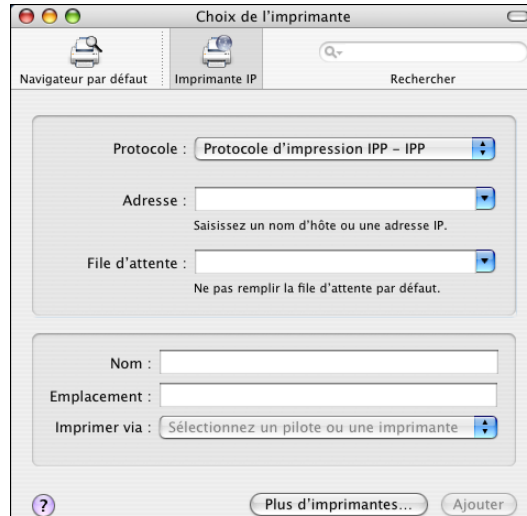 Choix de l'imprimante
Navigateur par défaut
Imprimante IP
Rechercher
Protocole : Protocole d'impression IPP – IPP
Adresse :
Saisissez un nom d'hôte ou une adresse IP.
File d'attente :
Ne pas remplir la file d'attente par défaut.
Nom :
Emplacement :
Imprimer via : Sélectionnez un pilote ou une imprimante
? Plus d'imprimantes... Ajouter